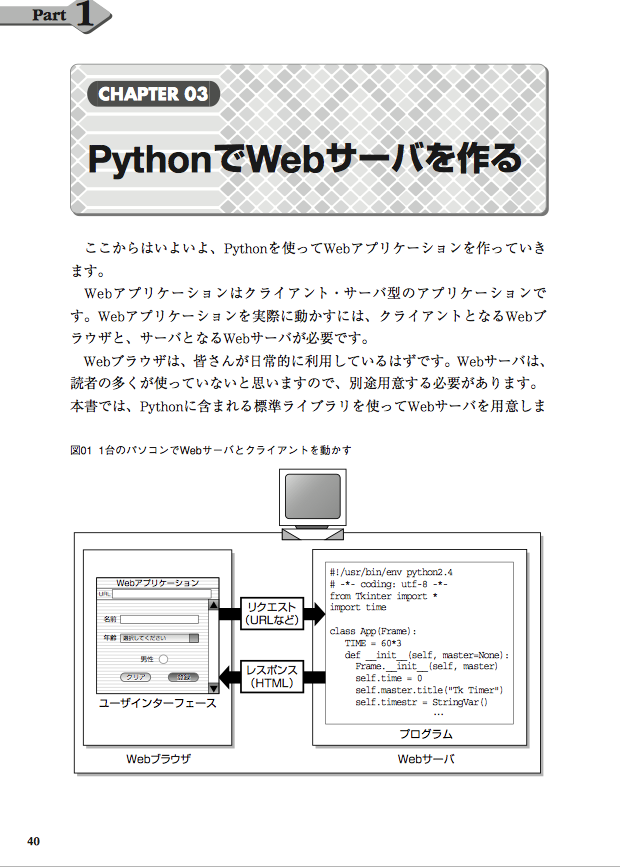 Part 1
CHAPTER 03
PythonでWebサーバを作る
ここからはいよいよ、Pythonを使ってWebアプリケーションを作っていき
ます。
Webアプリケーションはクライアント・サーバ型のアプリケーションで
す。Webアプリケーションを実際に動かすには、クライアントとなるWebブ
ラウザと、サーバとなるWebサーバが必要です。
Webブラウザは、皆さんが日常的に利用しているはずです。Webサーバは、
読者の多くが使っていないと思いますので、別途用意する必要があります。
本書では、Pythonに含まれる標準ライブラリを使ってWebサーバを用意しま
図01 1台のパソコンでWebサーバとクライアントを動かす
Webアプリケーション
URL
名前
年齢 選択してください
男性
クリア 登録
ユーザインターフェース
Webブラウザ
リクエスト
（URLなど）
レスポンス
（HTML）
#!/usr/bin/env python2.4
# -*- coding: utf-8 -*-
from Tkinter import *
import time
class App(Frame):
TIME = 60*3
def __init__(self, master=None):
Frame.__init__(self, master)
self.time = 0
self.master.title("Tk Timer")
self.timestr = StringVar()
…
プログラム
Webサーバ
40